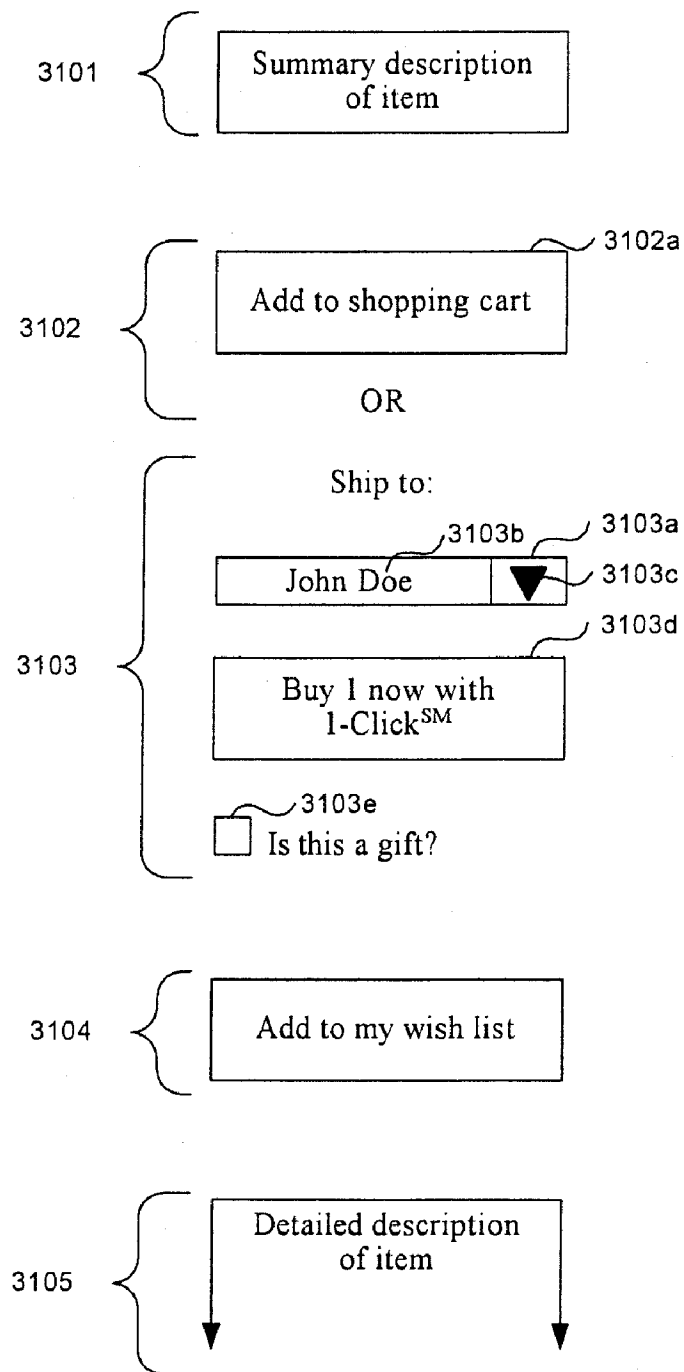 3101
Summary description
of item
3102a
3102
Add to shopping cart
OR
3103
Ship to:
3103b
3103a
John Doe
3103c
3103d
Buy 1 now with
1-Click℠
3103e
Is this a gift?
3104
Add to my wish list
3105
Detailed description
of item